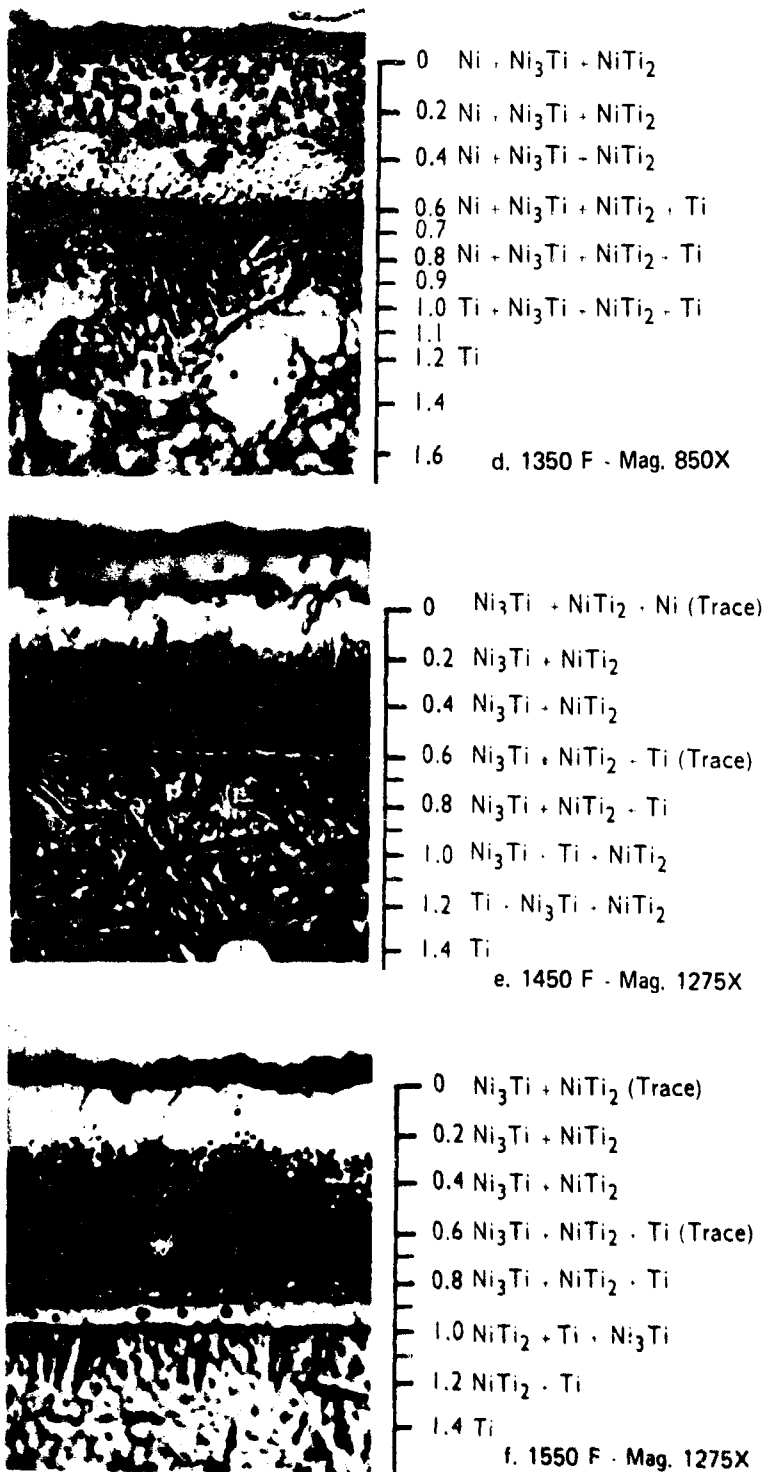 0 Ni + Ni₃Ti + NiTi₂
0.2 Ni + Ni₃Ti + NiTi₂
0.4 Ni + Ni₃Ti + NiTi₂
0.6 Ni + Ni₃Ti + NiTi₂ + Ti
0.7
0.8 Ni + Ni₃Ti + NiTi₂ + Ti
0.9
1.0 Ti + Ni₃Ti + NiTi₂ + Ti
1.1
1.2 Ti
1.4
1.6
d. 1350 F - Mag. 850X
0 Ni₃Ti + NiTi₂ + Ni (Trace)
0.2 Ni₃Ti + NiTi₂
0.4 Ni₃Ti + NiTi₂
0.6 Ni₃Ti + NiTi₂ + Ti (Trace)
0.8 Ni₃Ti + NiTi₂ + Ti
1.0 Ni₃Ti + Ti + NiTi₂
1.2 Ti + Ni₃Ti + NiTi₂
1.4 Ti
e. 1450 F - Mag. 1275X
0 Ni₃Ti + NiTi₂ (Trace)
0.2 Ni₃Ti + NiTi₂
0.4 Ni₃Ti + NiTi₂
0.6 Ni₃Ti + NiTi₂ + Ti (Trace)
0.8 Ni₃Ti + NiTi₂ + Ti
1.0 NiTi₂ + Ti + Ni₃Ti
1.2 NiTi₂ + Ti
1.4 Ti
f. 1550 F - Mag. 1275X